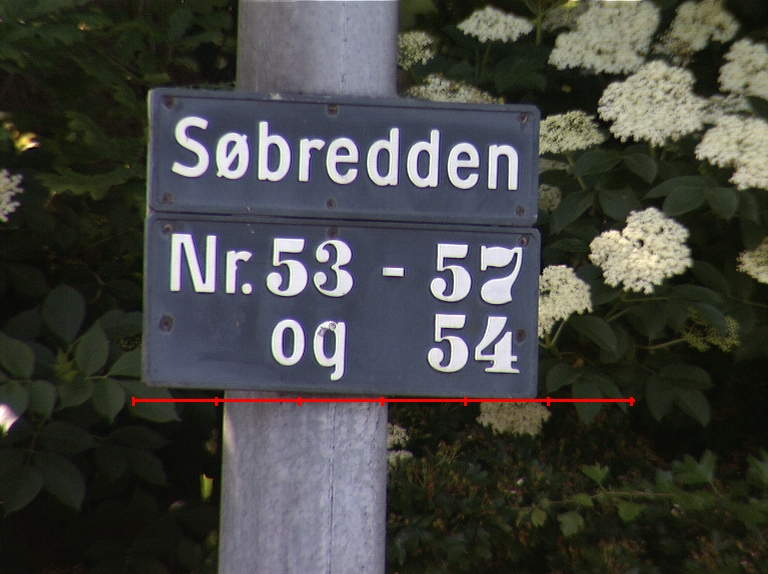 Søbredden
Nr. 53 - 57
og 54